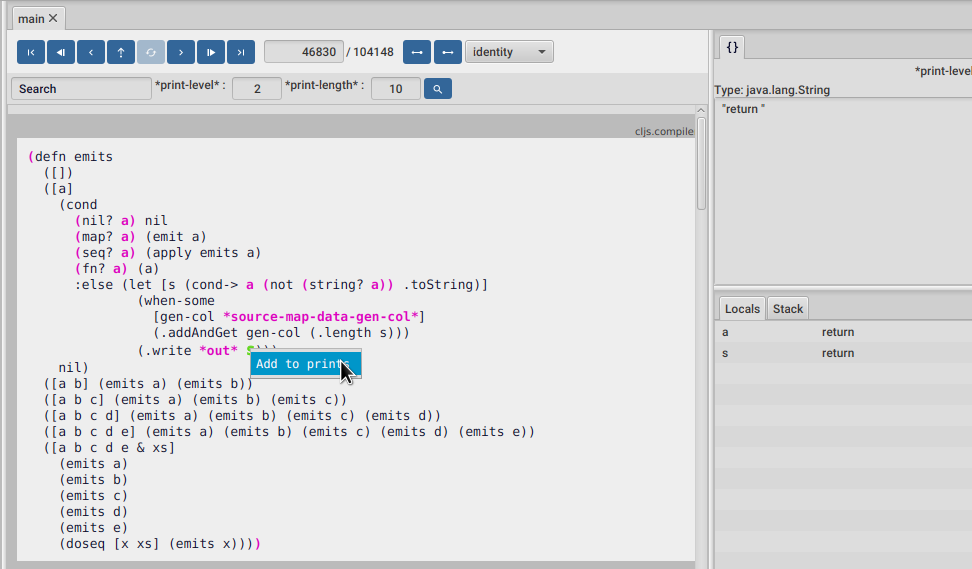 main ✕
46830 / 104148 identity
Search *print-level* : 2 *print-length* : 10
cljs.compile
(defn emits
  ([])
  ([a]
    (cond
      (nil? a) nil
      (map? a) (emit a)
      (seq? a) (apply emits a)
      (fn? a) (a)
      :else (let [s (cond-> a (not (string? a)) .toString)]
              (when-some
                [gen-col *source-map-data-gen-col*]
                (.addAndGet gen-col (.length s)))
              (.write *out* s)))
    nil)
Add to prints
  ([a b] (emits a) (emits b))
  ([a b c] (emits a) (emits b) (emits c))
  ([a b c d] (emits a) (emits b) (emits c) (emits d))
  ([a b c d e] (emits a) (emits b) (emits c) (emits d) (emits e))
  ([a b c d e & xs]
    (emits a)
    (emits b)
    (emits c)
    (emits d)
    (emits e)
    (doseq [x xs] (emits x))))
{}
*print-level
Type: java.lang.String
"return "
Locals Stack
a return
s return